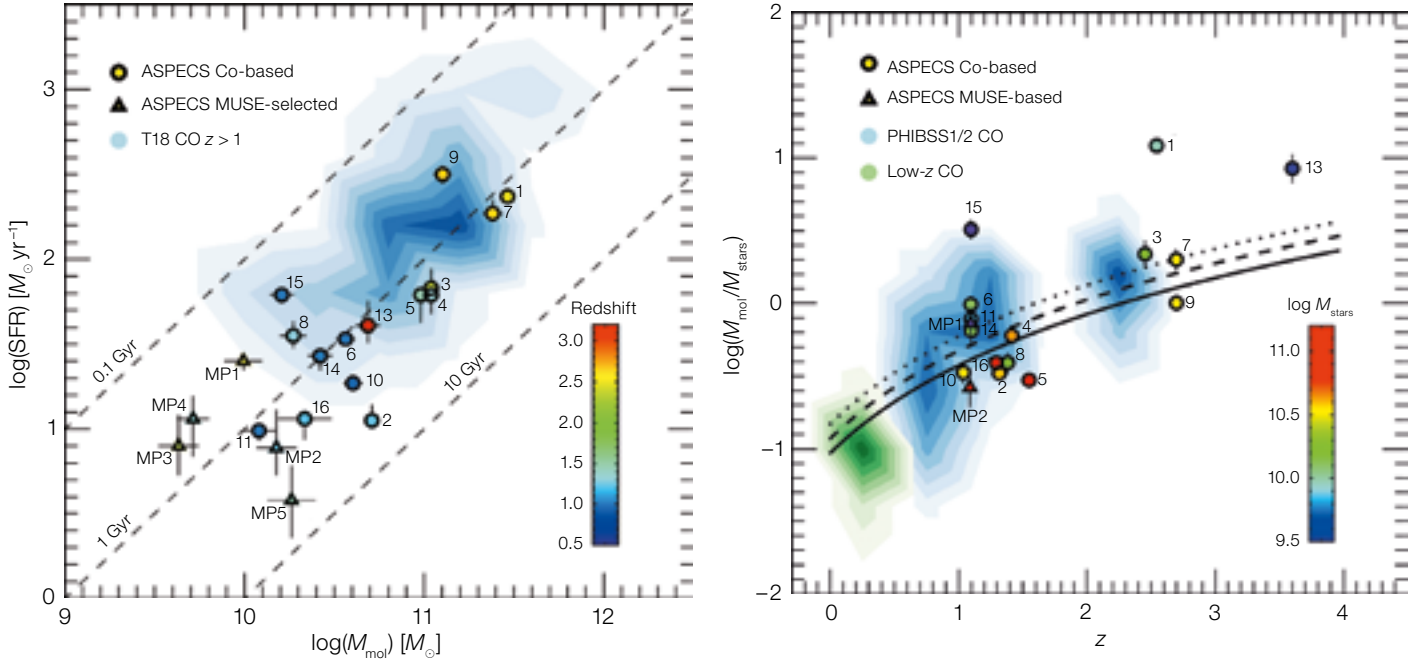 log(SFR) [M☉ yr⁻¹]
3
2
1
0
ASPECS Co-based
ASPECS MUSE-selected
T18 CO z > 1
0.1 Gyr
1 Gyr
10 Gyr
9
1
7
15
3
5
4
8
13
6
14
10
MP1
MP4
16
2
11
MP3
MP2
MP5
Redshift
3.0
2.5
2.0
1.5
1.0
0.5
9
10
11
12
log(Mmol) [M☉]
log(Mmol/Mstars)
2
1
0
−1
−2
ASPECS Co-based
ASPECS MUSE-based
PHIBSS1/2 CO
Low-z CO
1
13
15
3
7
6
11
MP1
14
4
9
16
8
10
2
5
MP2
log Mstars
11.0
10.5
10.0
9.5
0
1
2
3
4
z